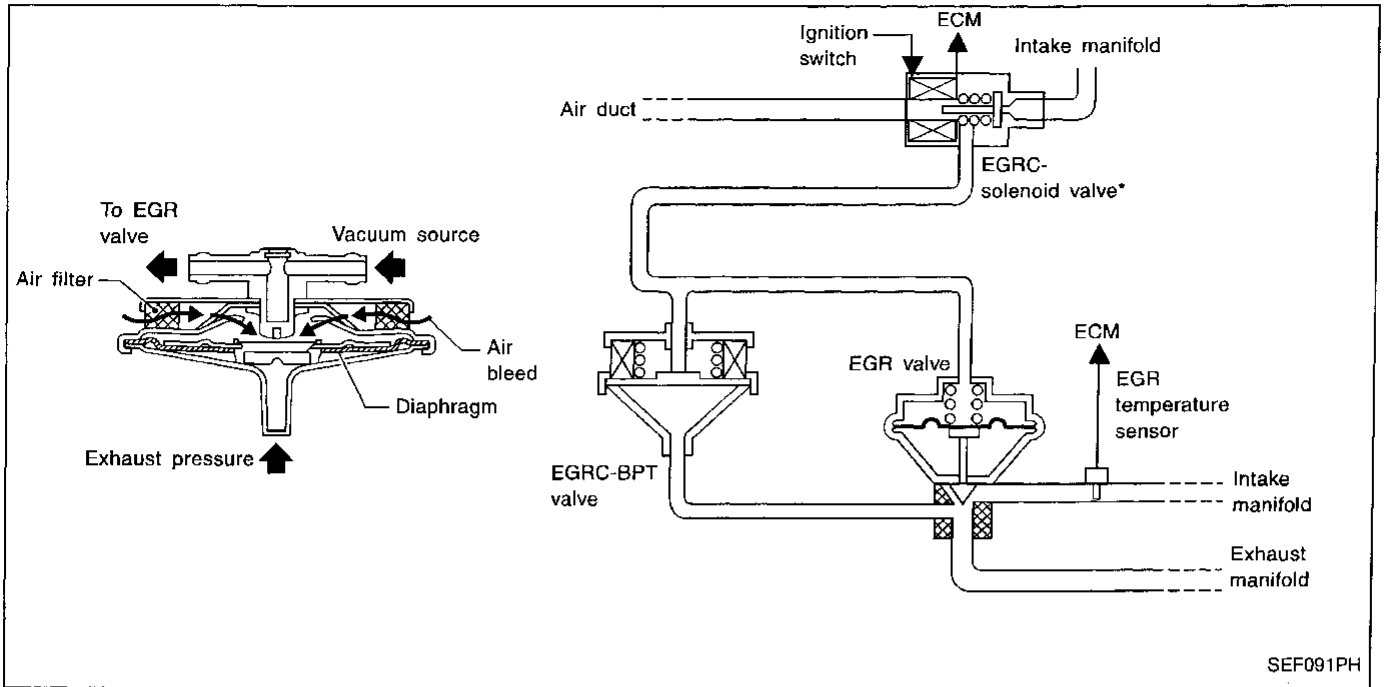 Ignition
switch
ECM
Intake manifold
Air duct
EGRC-
solenoid valve*
To EGR
valve
Vacuum source
Air filter
Air
bleed
Diaphragm
Exhaust pressure
EGRC-BPT
valve
EGR valve
ECM
EGR
temperature
sensor
Intake
manifold
Exhaust
manifold
SEF091PH